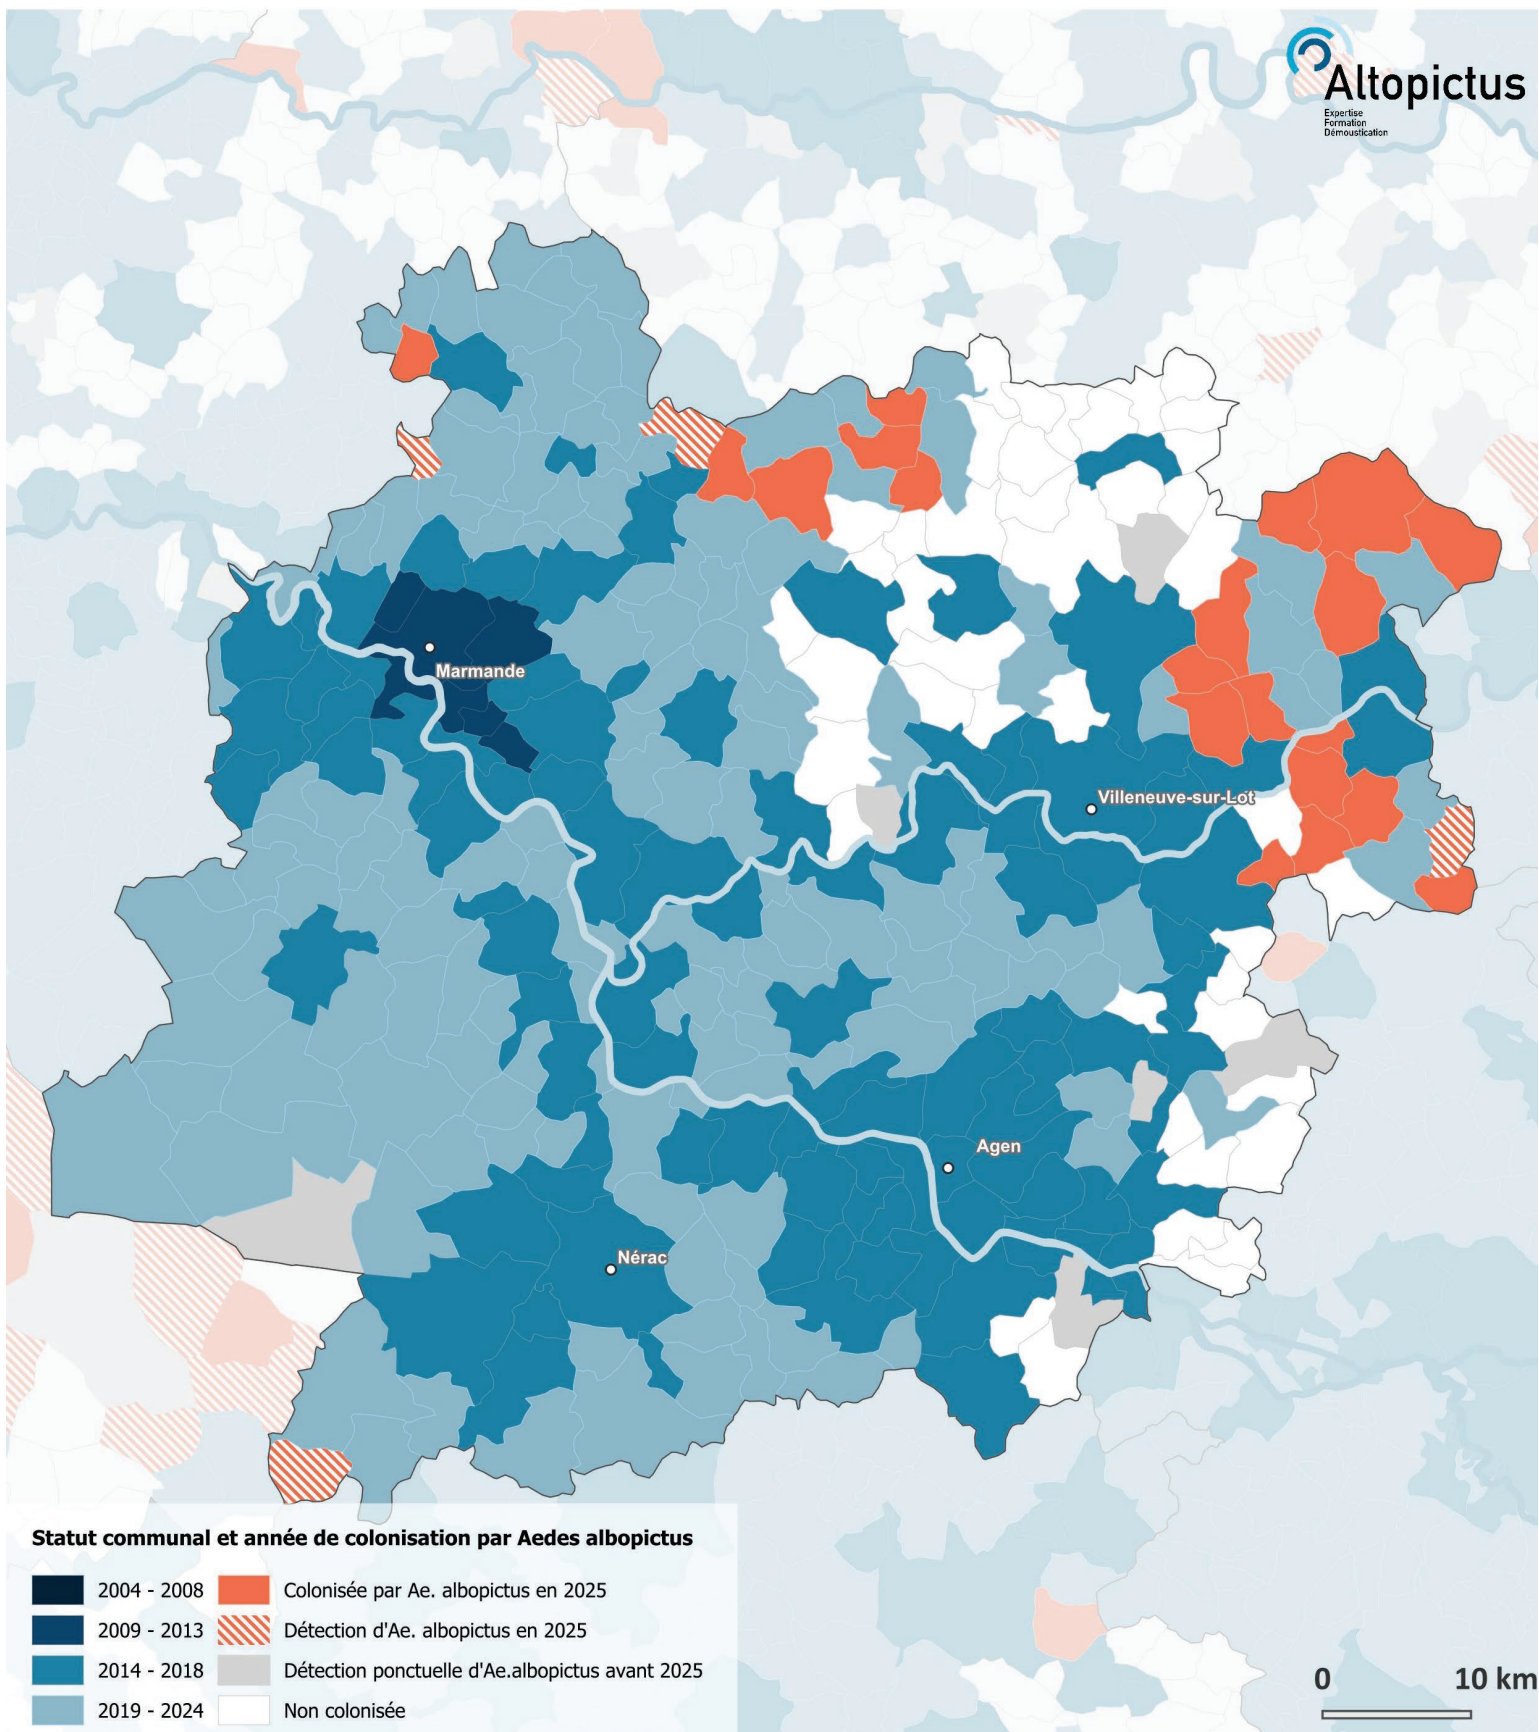 Altopictus
Expertise
Formation
Démoustication
Marmande
Villeneuve-sur-Lot
Agen
Nérac
Statut communal et année de colonisation par Aedes albopictus
2004 - 2008
Colonisée par Ae. albopictus en 2025
2009 - 2013
Détection d'Ae. albopictus en 2025
2014 - 2018
Détection ponctuelle d'Ae.albopictus avant 2025
2019 - 2024
Non colonisée
0 10 km